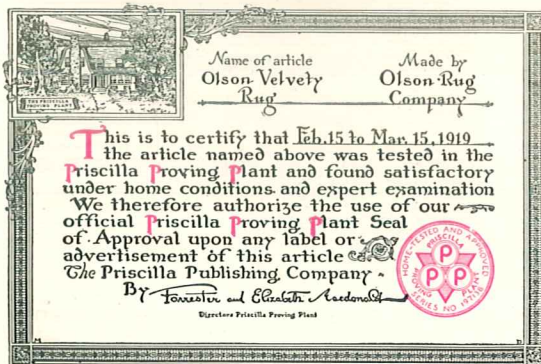 THE PRISCILLA
PROVING PLANT
Name of article
Olson Velvety
Rug
Made by
Olson Rug
Company
This is to certify that Feb. 15 to Mar. 15, 1919
the article named above was tested in the
Priscilla Proving Plant and found satisfactory
under home conditions and expert examination
We therefore authorize the use of our
official Priscilla Proving Plant Seal
of Approval upon any label or
advertisement of this article
The Priscilla Publishing Company
By Forrester and Elizabeth Macdonald
Directors Priscilla Proving Plant
HOME-TESTED AND APPROVED
PRISCILLA
PROVING PLANT
P
P P
SERIES NO